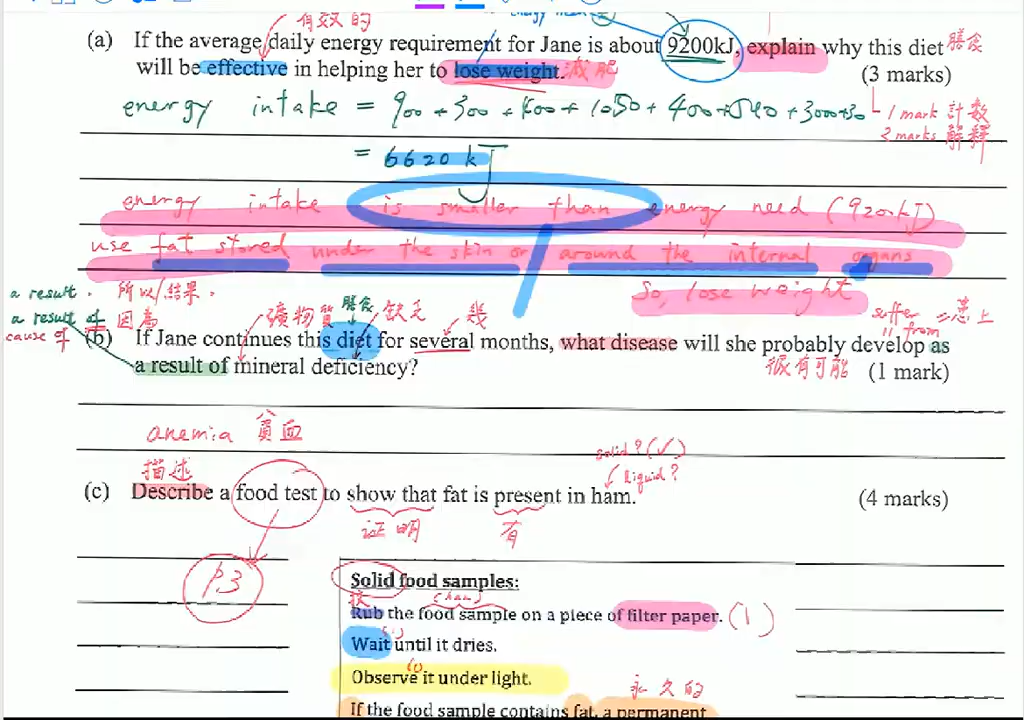 有效的
(a) If the average daily energy requirement for Jane is about 9200kJ, explain why this diet 膳食
will be effective in helping her to lose weight. 減肥 (3 marks)
energy intake = 900 + 300 + 400 + 1050 + 400 + 540 + 3000 + 30
1 mark 計數
2 marks 解釋
= 6620 kJ
energy intake is smaller than energy need (9200kJ)
use fat stored under the skin or around the internal organs
So, lose weight
a result. 所以/結果。
a result of 因為
cause of
礦物質 膳食 缺乏 幾
suffer from = 患上
(b) If Jane continues this diet for several months, what disease will she probably develop as
a result of mineral deficiency? 很有可能 (1 mark)
anemia 貧血
描述
solid? (✓)
liquid?
(c) Describe a food test to show that fat is present in ham. (4 marks)
证明 有
P3
Solid food samples:
(ham)
Rub the food sample on a piece of filter paper. (1)
Wait until it dries.
(1)
Observe it under light.
永久的
If the food sample contains fat, a permanent